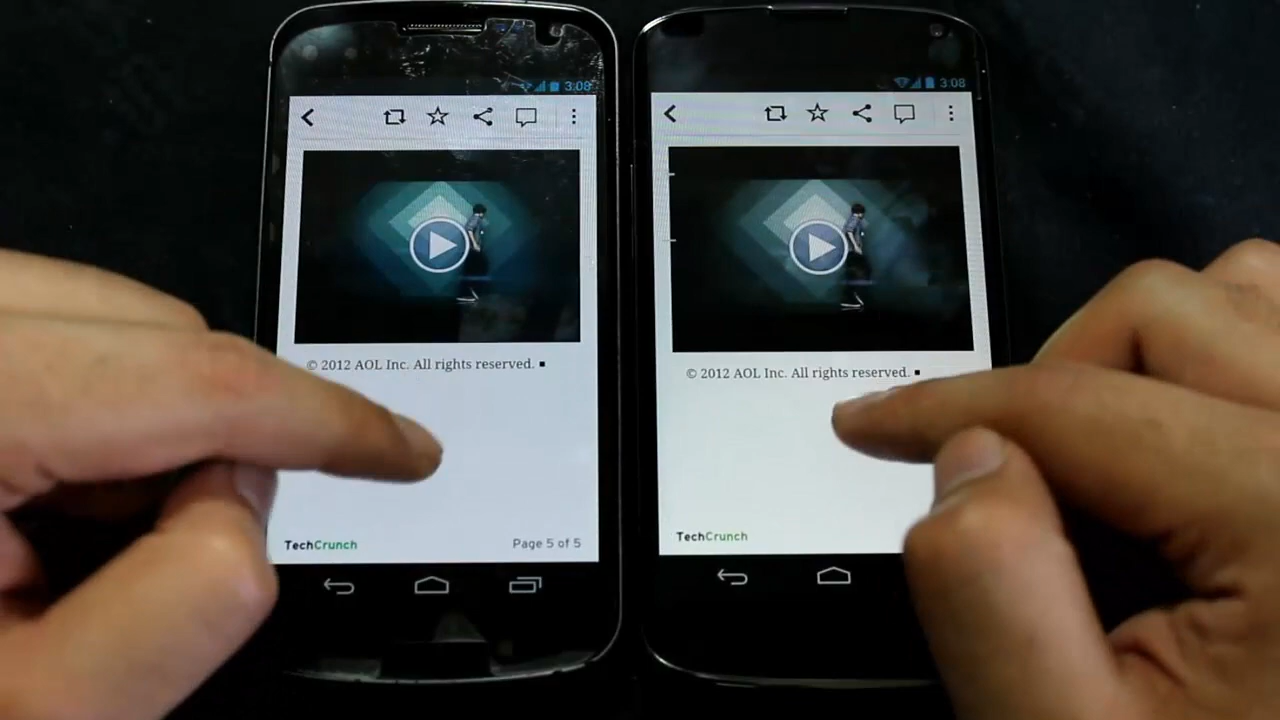 3:08
© 2012 AOL Inc. All rights reserved. ■
TechCrunch
Page 5 of 5
3:08
© 2012 AOL Inc. All rights reserved. ■
TechCrunch